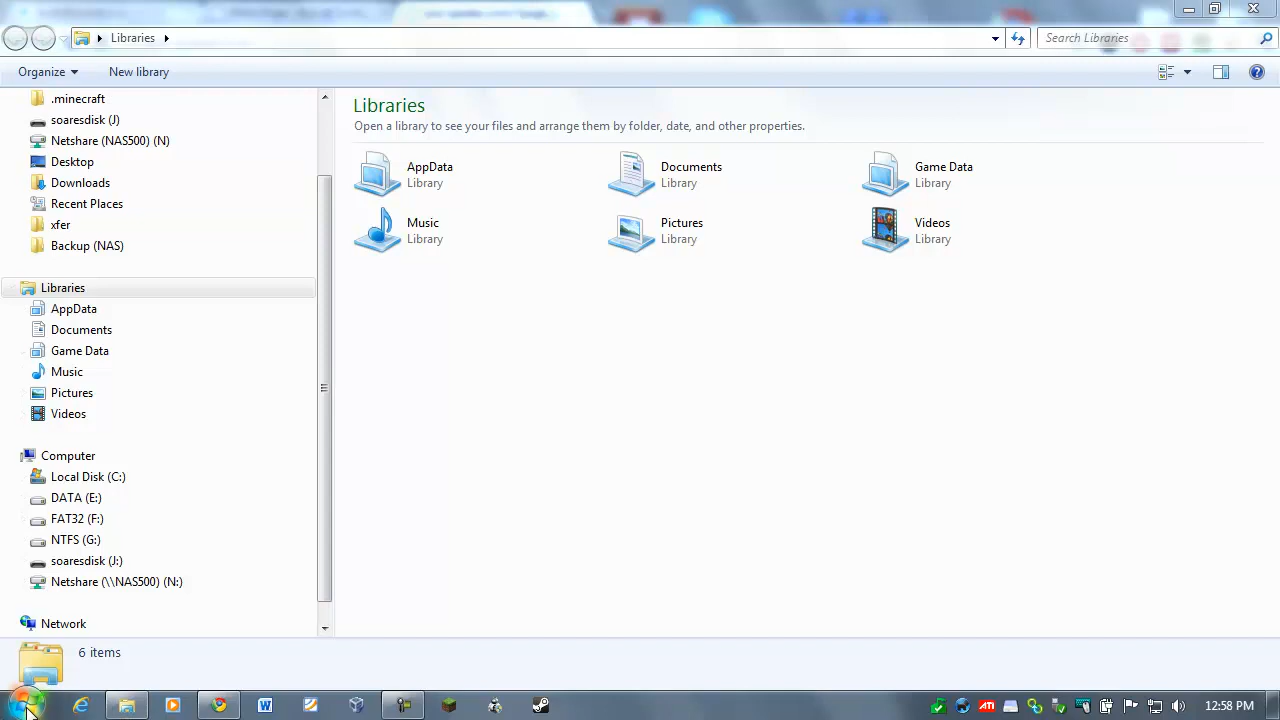 Libraries
Search Libraries
Organize
New library
.minecraft
soaresdisk (J)
Netshare (NAS500) (N)
Desktop
Downloads
Recent Places
xfer
Backup (NAS)
Libraries
AppData
Documents
Game Data
Music
Pictures
Videos
Computer
Local Disk (C:)
DATA (E:)
FAT32 (F:)
NTFS (G:)
soaresdisk (J:)
Netshare (\\NAS500) (N:)
Network
Libraries
Open a library to see your files and arrange them by folder, date, and other properties.
AppData
Library
Documents
Library
Game Data
Library
Music
Library
Pictures
Library
Videos
Library
6 items
ATI
12:58 PM